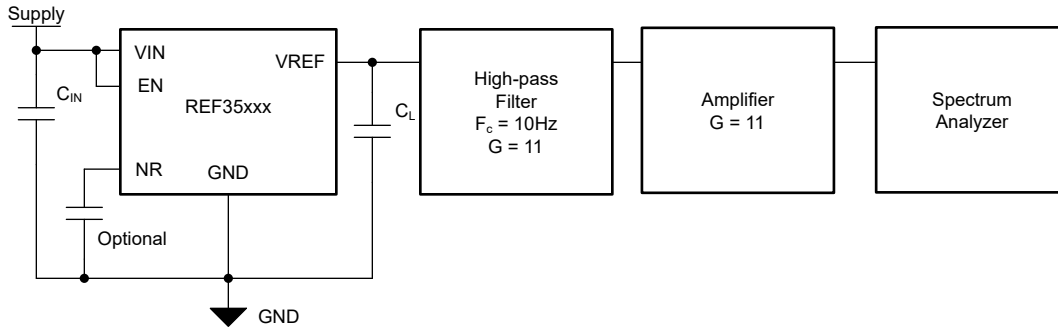 Supply
VIN
EN
C_IN
REF35xxx
VREF
NR
GND
Optional
C_L
High-pass
Filter
F_c = 10Hz
G = 11
Amplifier
G = 11
Spectrum
Analyzer
GND